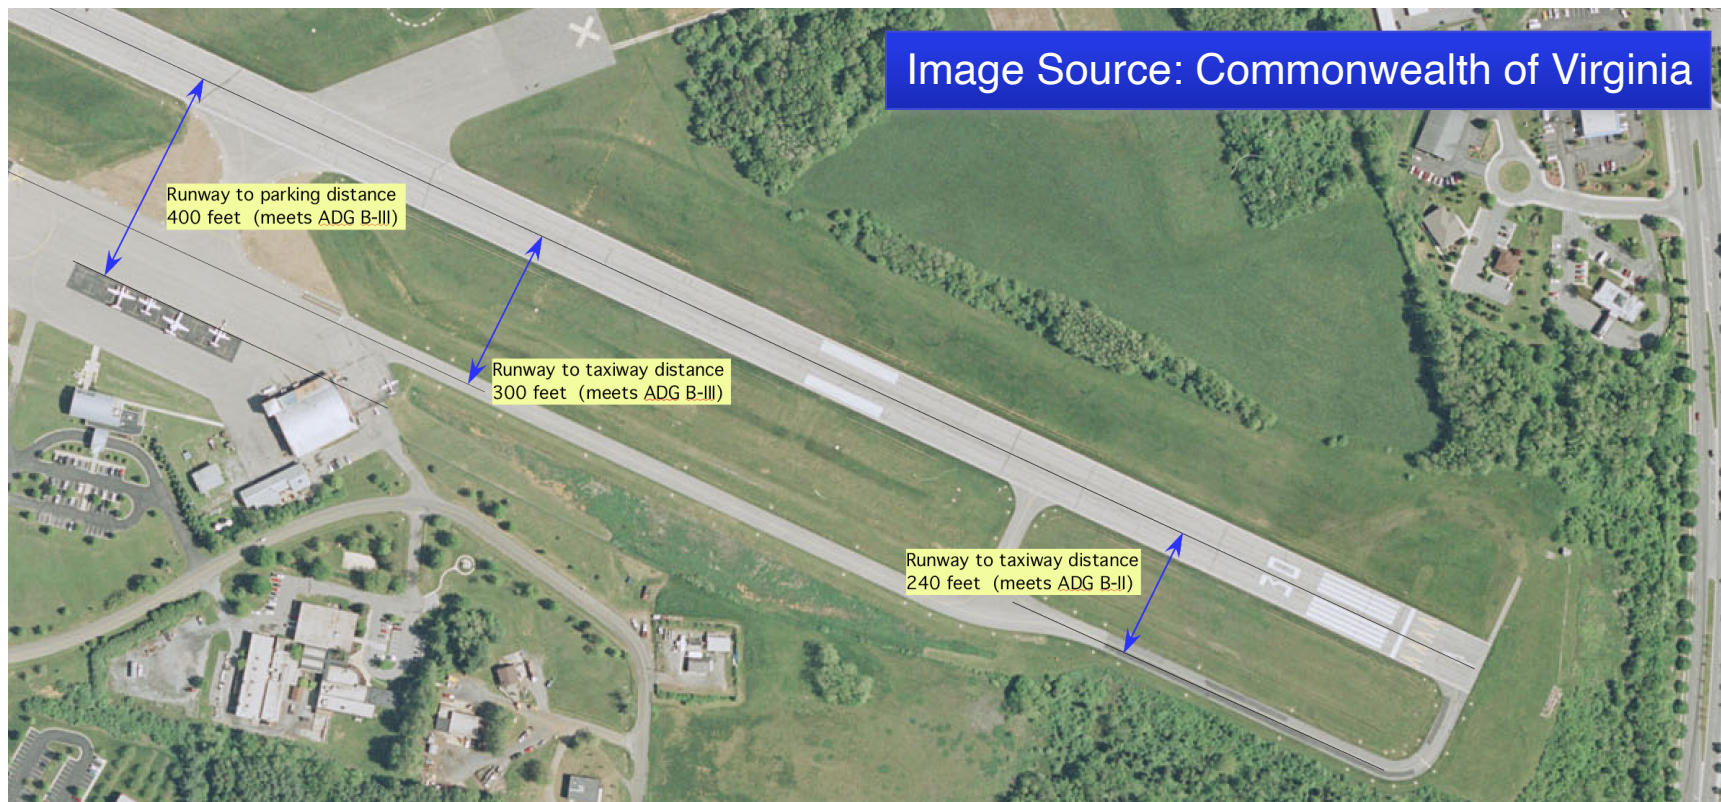 Image Source: Commonwealth of Virginia
Runway to parking distance
400 feet  (meets ADG B-III)
Runway to taxiway distance
300 feet  (meets ADG B-III)
Runway to taxiway distance
240 feet  (meets ADG B-II)
30